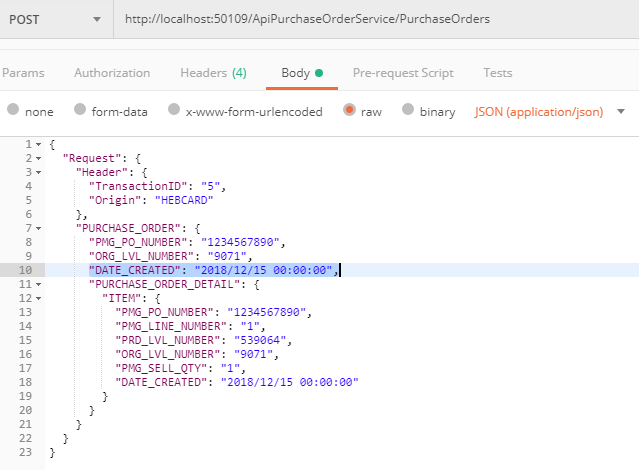 POST http://localhost:50109/ApiPurchaseOrderService/PurchaseOrders
Params Authorization Headers (4) Body Pre-request Script Tests
none form-data x-www-form-urlencoded raw binary JSON (application/json)
1 {
2 "Request": {
3 "Header": {
4 "TransactionID": "5",
5 "Origin": "HEBCARD"
6 },
7 "PURCHASE_ORDER": {
8 "PMG_PO_NUMBER": "1234567890",
9 "ORG_LVL_NUMBER": "9071",
10 "DATE_CREATED": "2018/12/15 00:00:00",
11 "PURCHASE_ORDER_DETAIL": {
12 "ITEM": {
13 "PMG_PO_NUMBER": "1234567890",
14 "PMG_LINE_NUMBER": "1",
15 "PRD_LVL_NUMBER": "539064",
16 "ORG_LVL_NUMBER": "9071",
17 "PMG_SELL_QTY": "1",
18 "DATE_CREATED": "2018/12/15 00:00:00"
19 }
20 }
21 }
22 }
23 }